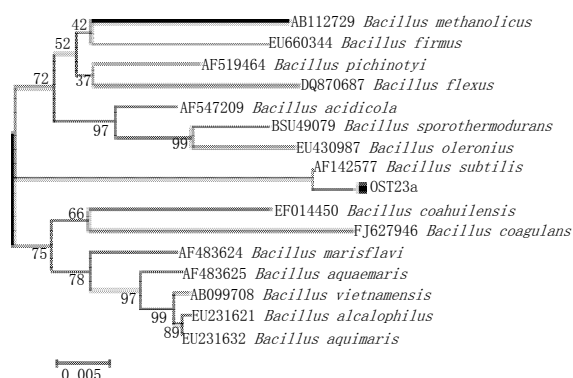 42 AB112729 Bacillus methanolicus
52 EU660344 Bacillus firmus
AF519464 Bacillus pichinotyi
72 37 DQ870687 Bacillus flexus
AF547209 Bacillus acidicola
97 BSU49079 Bacillus sporothermodurans
99 EU430987 Bacillus oleronius
AF142577 Bacillus subtilis
OST23a
66 EF014450 Bacillus coahuilensis
FJ627946 Bacillus coagulans
75 AF483624 Bacillus marisflavi
78 AF483625 Bacillus aquaemaris
97 AB099708 Bacillus vietnamensis
99 EU231621 Bacillus alcalophilus
89 EU231632 Bacillus aquimaris
0.005